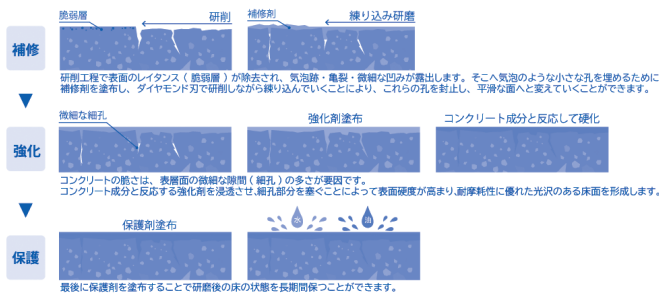 脆弱層
研削
補修剤
練り込み研磨
補修
研削工程で表面のレイタンス ( 脆弱層 ) が除去され、気泡跡・亀裂・微細な凹みが露出します。そこへ気泡のような小さな孔を埋めるために
補修剤を塗布し、ダイヤモンド刃で研削しながら練り込んでいくことにより、これらの孔を封止し、平滑な面へと変えていくことができます。
微細な細孔
強化剤塗布
コンクリート成分と反応して硬化
強化
コンクリートの脆さは、表層面の微細な隙間 ( 細孔 ) の多さが要因です。
コンクリート成分と反応する強化剤を浸透させ、細孔部分を塞ぐことによって表面硬度が高まり、耐摩耗性に優れた光沢のある床面を形成します。
保護剤塗布
水
油
保護
最後に保護剤を塗布することで研磨後の床の状態を長期間保つことができます。